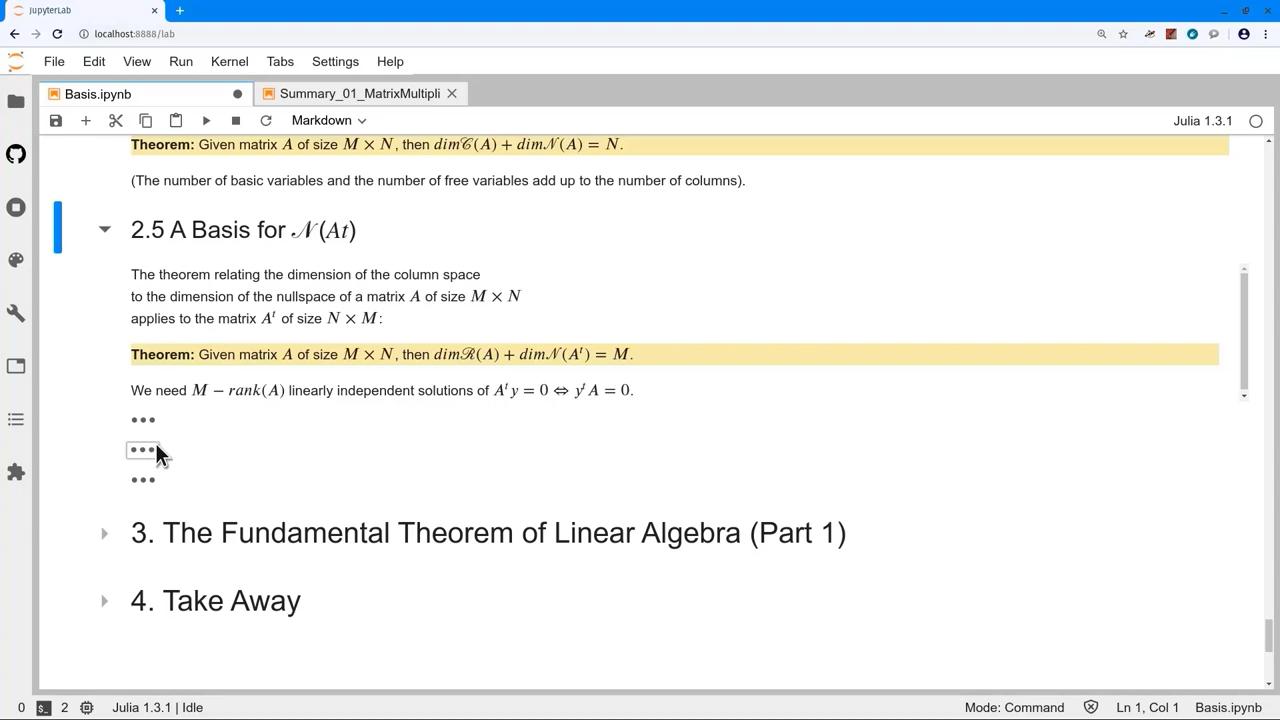 JupyterLab
localhost:8888/lab
File Edit View Run Kernel Tabs Settings Help
Basis.ipynb Summary_01_MatrixMultipli
Markdown Julia 1.3.1
Theorem: Given matrix A of size M × N, then dim𝒞(A) + dim𝒩(A) = N.
(The number of basic variables and the number of free variables add up to the number of columns).
2.5 A Basis for 𝒩(At)
The theorem relating the dimension of the column space
to the dimension of the nullspace of a matrix A of size M × N
applies to the matrix Aᵗ of size N × M:
Theorem: Given matrix A of size M × N, then dimℛ(A) + dim𝒩(Aᵗ) = M.
We need M − rank(A) linearly independent solutions of Aᵗy = 0 ⇔ yᵗA = 0.
3. The Fundamental Theorem of Linear Algebra (Part 1)
4. Take Away
0 2 Julia 1.3.1 | Idle Mode: Command Ln 1, Col 1 Basis.ipynb